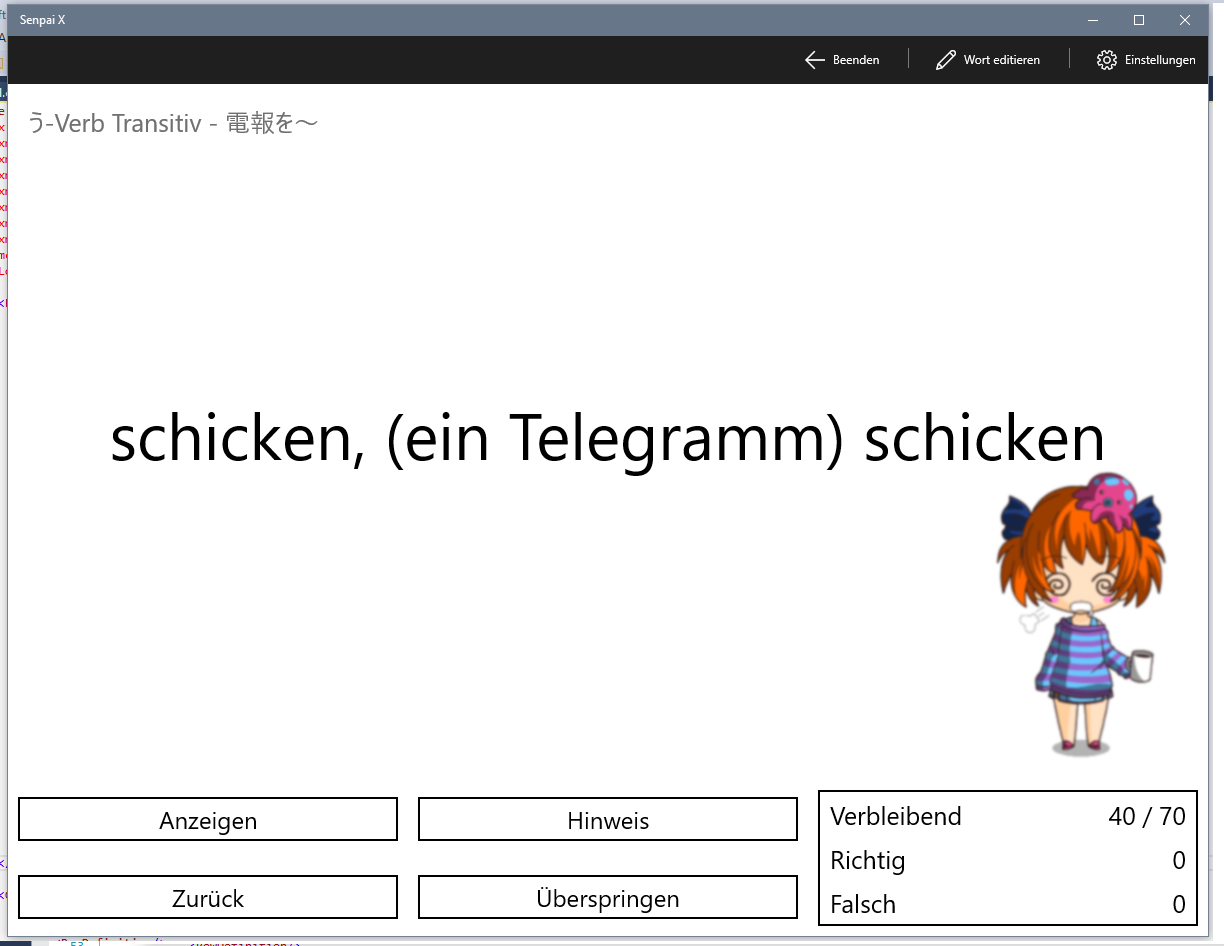 Senpai X
Beenden
Wort editieren
Einstellungen
う-Verb Transitiv - 電報を～
schicken, (ein Telegramm) schicken
Anzeigen
Hinweis
Zurück
Überspringen
Verbleibend 40 / 70
Richtig 0
Falsch 0